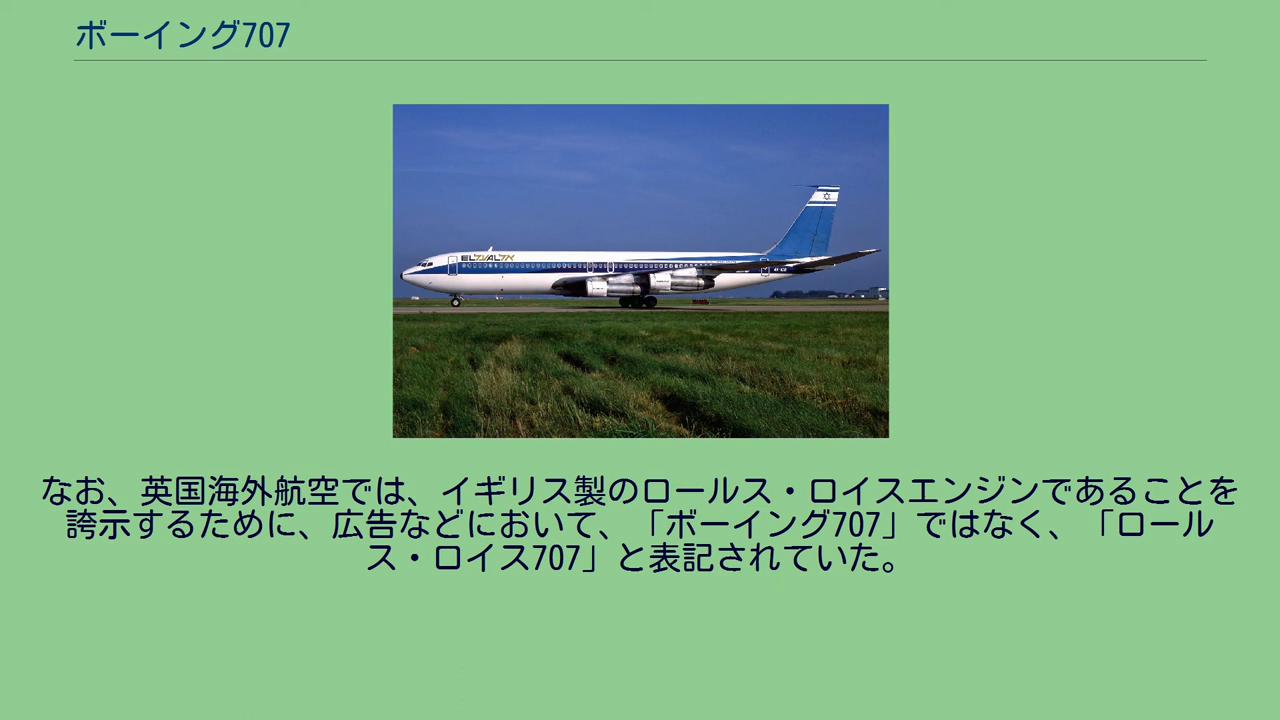 ボーイング707
EL AL
なお、英国海外航空では、イギリス製のロールス・ロイスエンジンであることを
誇示するために、広告などにおいて、「ボーイング707」ではなく、「ロール
ス・ロイス707」と表記されていた。